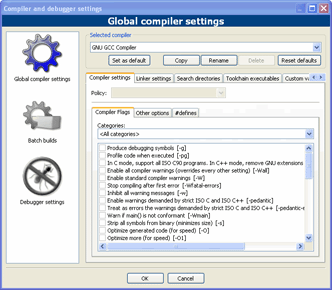 Compiler and debugger settings
Global compiler settings
Selected compiler
GNU GCC Compiler
Set as default
Copy
Rename
Delete
Reset defaults
Global compiler settings
Batch builds
Debugger settings
Compiler settings
Linker settings
Search directories
Toolchain executables
Custom
Policy:
Compiler Flags
Other options
#defines
Categories:
<All categories>
Produce debugging symbols [-g]
Profile code when executed [-pg]
In C mode, support all ISO C90 programs. In C++ mode, remove GNU extensions
Enable all compiler warnings (overrides every other setting) [-Wall]
Enable standard compiler warnings [-W]
Stop compiling after first error [-Wfatal-errors]
Inhibit all warning messages [-w]
Enable warnings demanded by strict ISO C and ISO C++ [-pedantic]
Treat as errors the warnings demanded by strict ISO C and ISO C++ [-pedantic-e
Warn if main() is not conformant [-Wmain]
Strip all symbols from binary (minimizes size) [-s]
Optimize generated code (for speed) [-O]
Optimize more (for speed) [-O1]
OK
Cancel